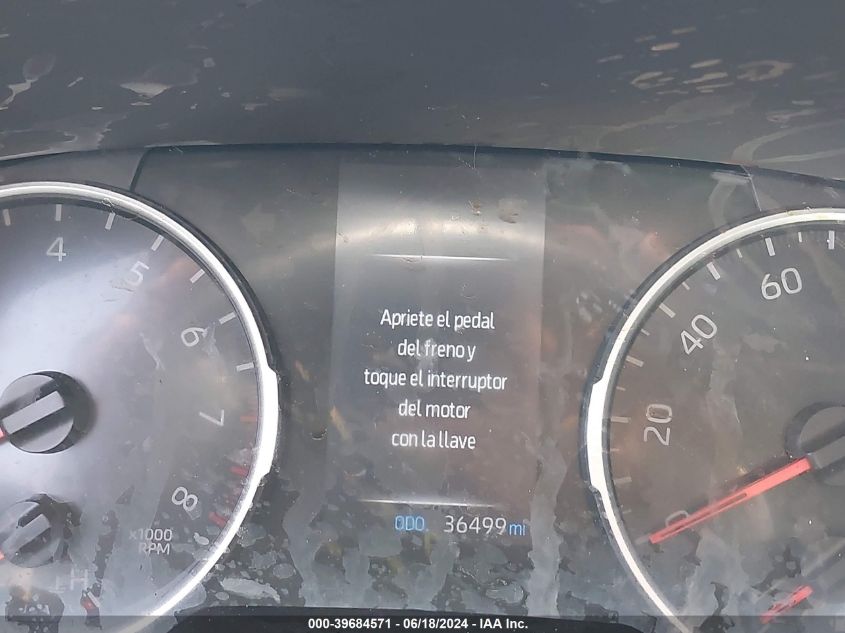 4
5
6
7
8
x1000
RPM
H
Apriete el pedal
del freno y
toque el interruptor
del motor
con la llave
ODO 36499 mi
60
40
20
0
000-39684571 - 06/18/2024 - IAA Inc.